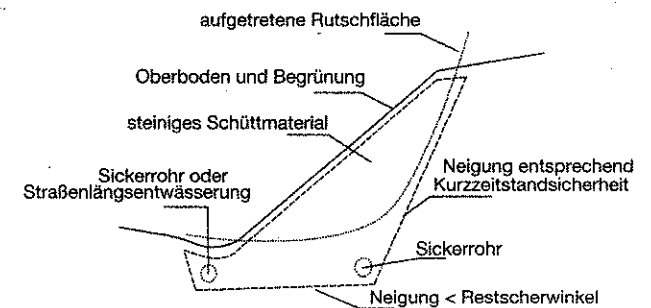 aufgetretene Rutschfläche
Oberboden und Begrünung
steiniges Schüttmaterial
Sickerrohr oder
Straßenlängsentwässerung
Neigung entsprechend
Kurzzeitstandsicherheit
Sickerrohr
Neigung < Restscherwinkel